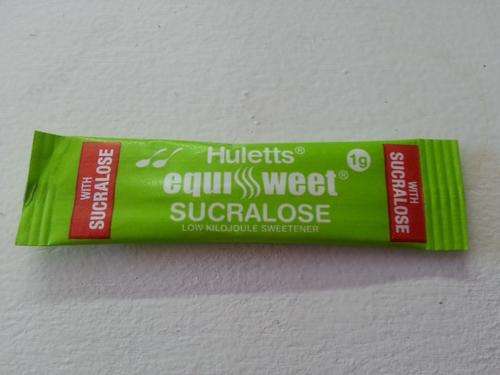 Huletts®
1g
equisweet®
SUCRALOSE
LOW KILOJOULE SWEETENER
WITH
SUCRALOSE
WITH
SUCRALOSE